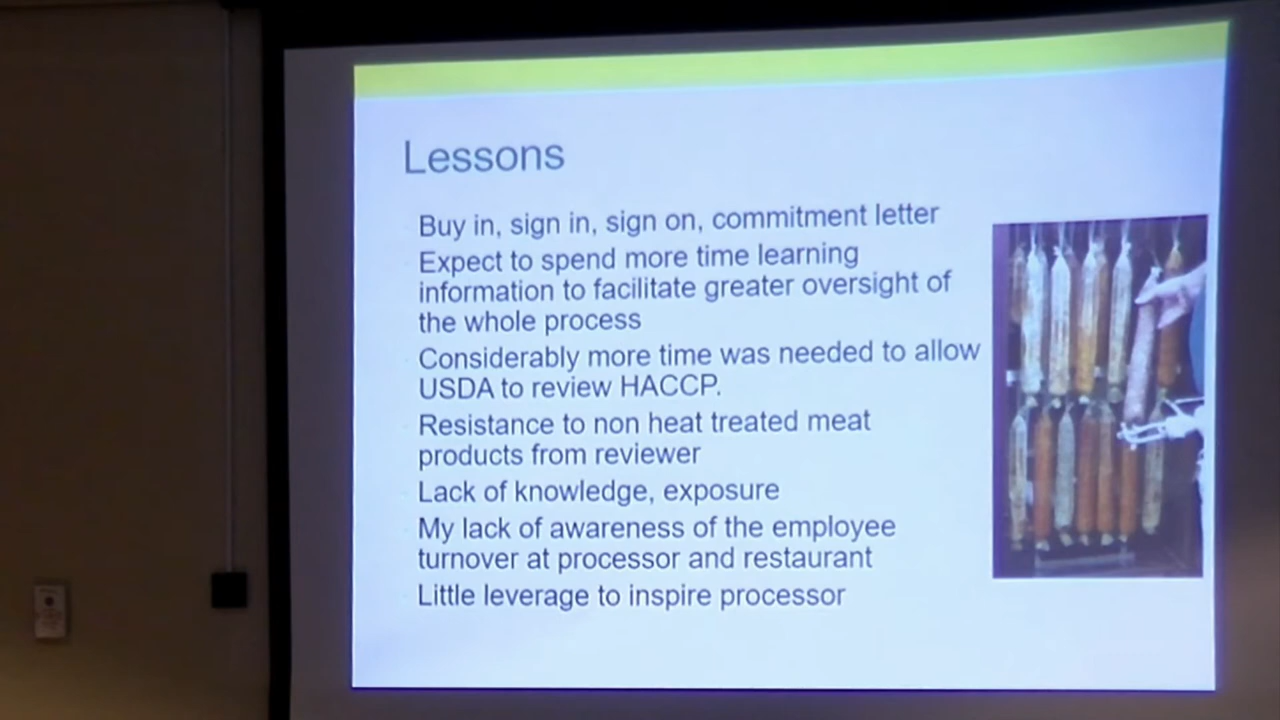 Lessons
Buy in, sign in, sign on, commitment letter
Expect to spend more time learning
information to facilitate greater oversight of
the whole process
Considerably more time was needed to allow
USDA to review HACCP.
Resistance to non heat treated meat
products from reviewer
Lack of knowledge, exposure
My lack of awareness of the employee
turnover at processor and restaurant
Little leverage to inspire processor